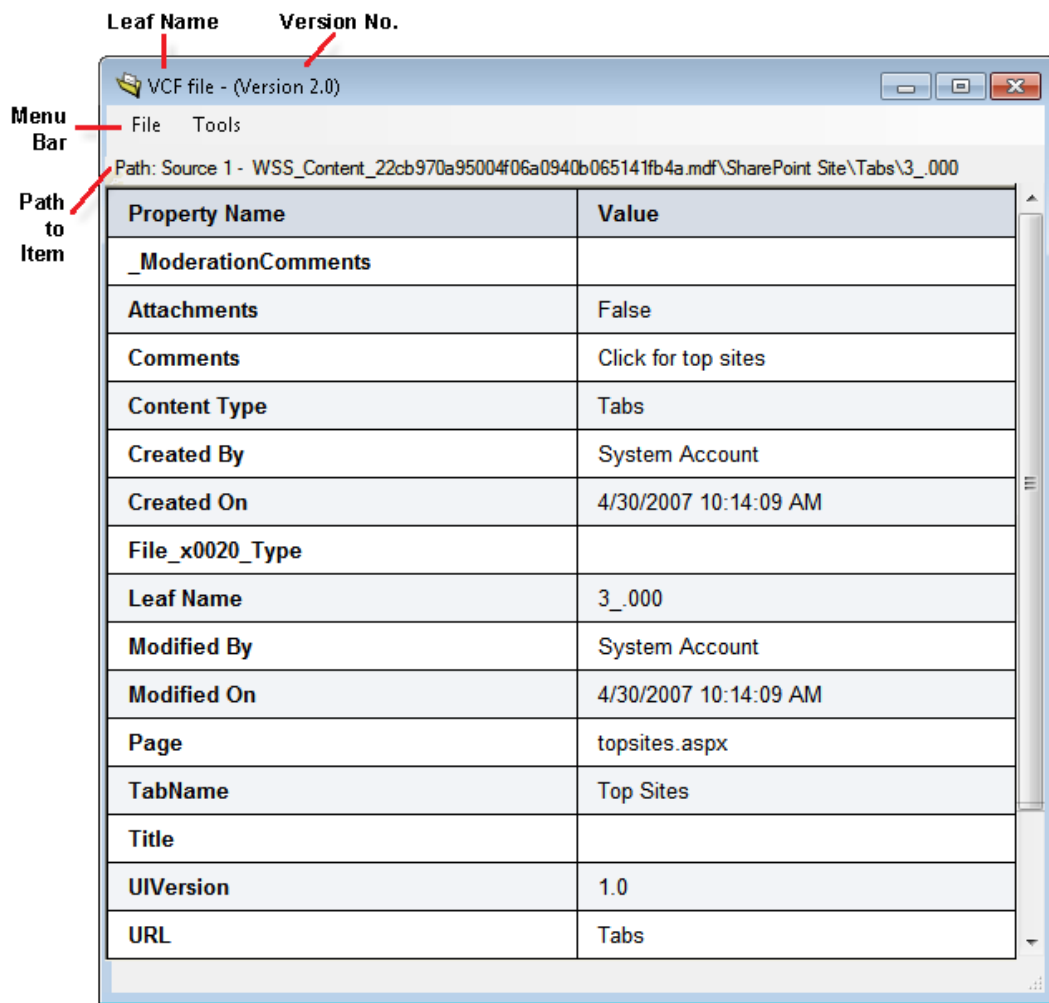 Leaf Name Version No.
VCF file - (Version 2.0)
Menu
Bar
File Tools
Path: Source 1 - WSS_Content_22cb970a95004f06a0940b065141fb4a.mdf\SharePoint Site\Tabs\3_.000
Path
to
Item
Property Name Value
_ModerationComments
Attachments False
Comments Click for top sites
Content Type Tabs
Created By System Account
Created On 4/30/2007 10:14:09 AM
File_x0020_Type
Leaf Name 3_.000
Modified By System Account
Modified On 4/30/2007 10:14:09 AM
Page topsites.aspx
TabName Top Sites
Title
UIVersion 1.0
URL Tabs